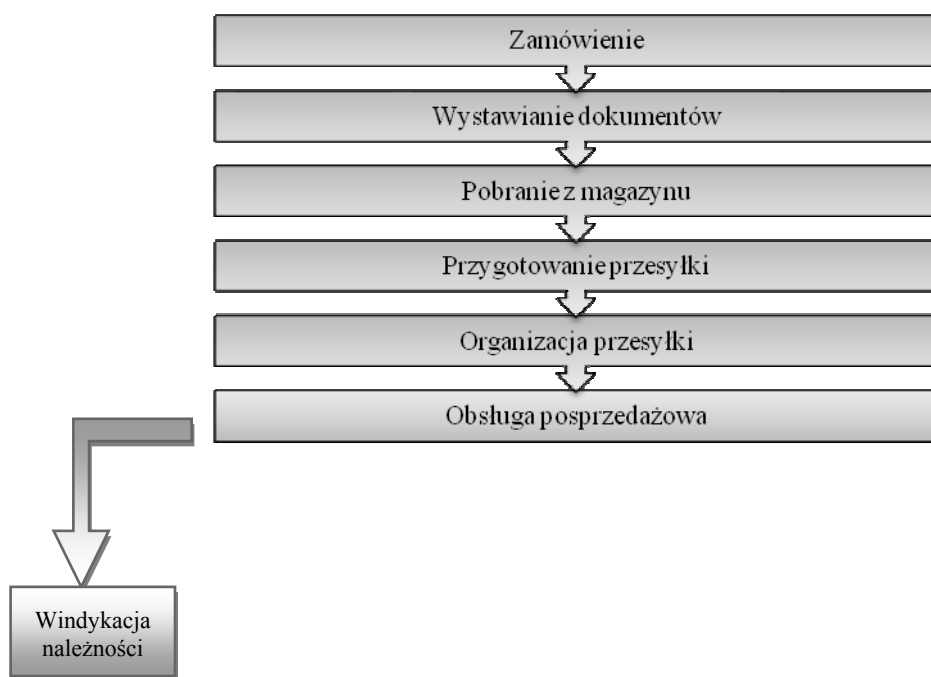 Zamówienie
Wystawianie dokumentów
Pobranie z magazynu
Przygotowanie przesyłki
Organizacja przesyłki
Obsługa posprzedażowa
Windykacja
należności